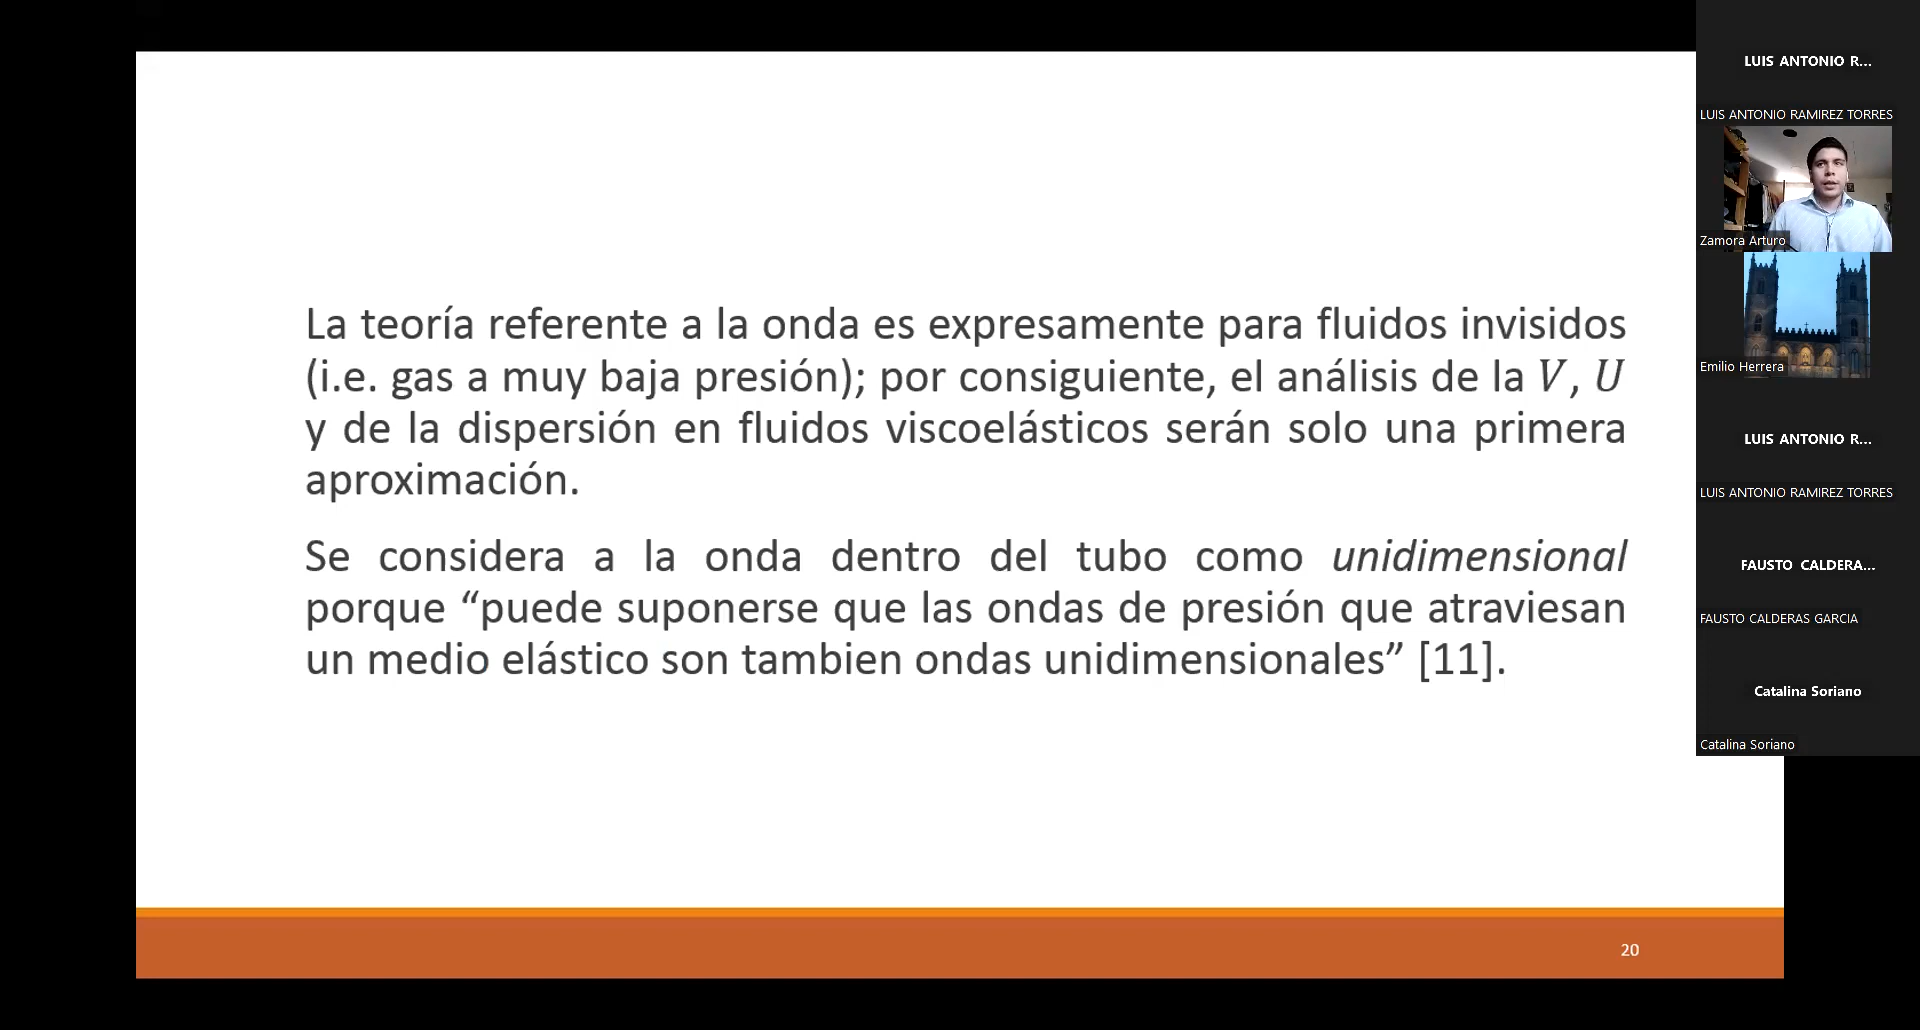 La teoría referente a la onda es expresamente para fluidos invisidos
(i.e. gas a muy baja presión); por consiguiente, el análisis de la V, U
y de la dispersión en fluidos viscoelásticos serán solo una primera
aproximación.
Se considera a la onda dentro del tubo como unidimensional
porque “puede suponerse que las ondas de presión que atraviesan
un medio elástico son tambien ondas unidimensionales” [11].
20
LUIS ANTONIO R...
LUIS ANTONIO RAMIREZ TORRES
Zamora Arturo
Emilio Herrera
LUIS ANTONIO R...
LUIS ANTONIO RAMIREZ TORRES
FAUSTO CALDERA...
FAUSTO CALDERAS GARCIA
Catalina Soriano
Catalina Soriano